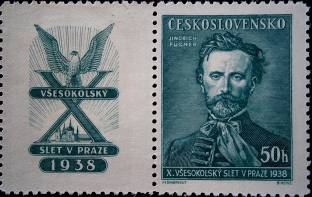 VŠESOKOLSKÝ
X
SLET V PRAZE
1938
ČESKOSLOVENSKO
JINDŘICH
FÜGNER
50h
X. VŠESOKOLSKÝ SLET V PRAZE 1938